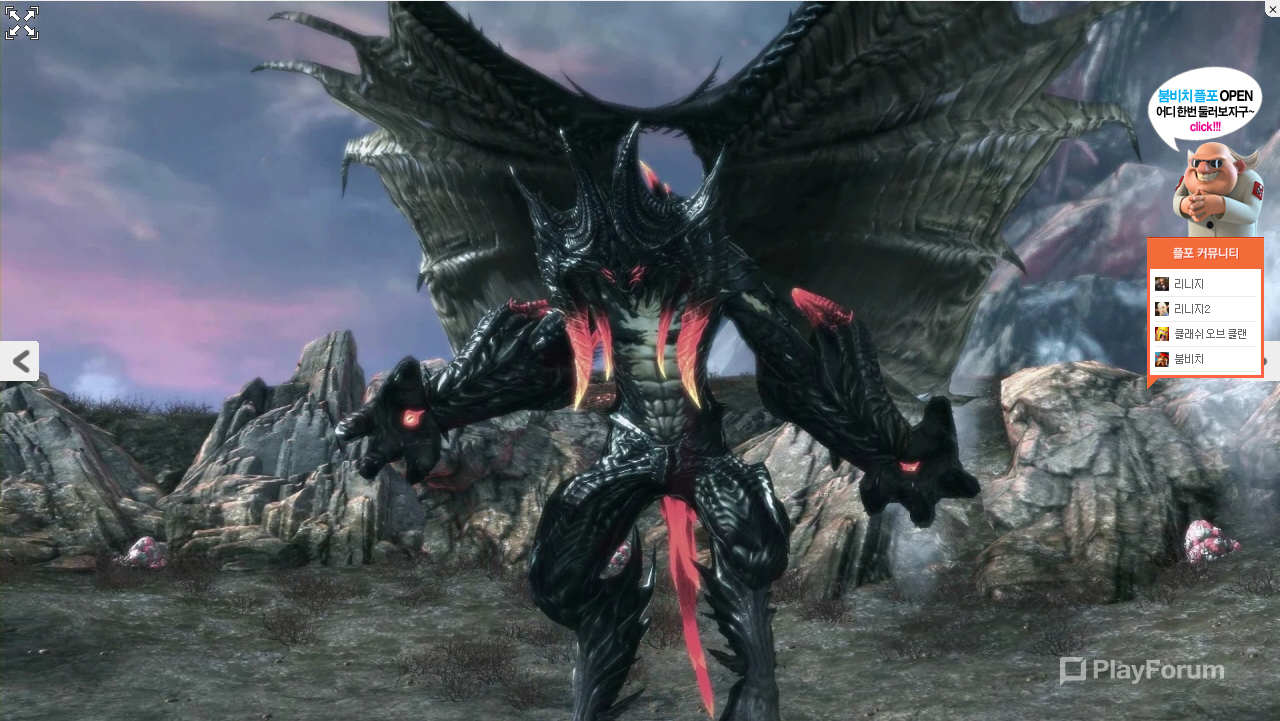 붐비치 플포 OPEN
어디 한번 둘러보자구~
click!!!
플포 커뮤니티
리니지
리니지2
클래쉬 오브 클랜
붐비치
PlayForum